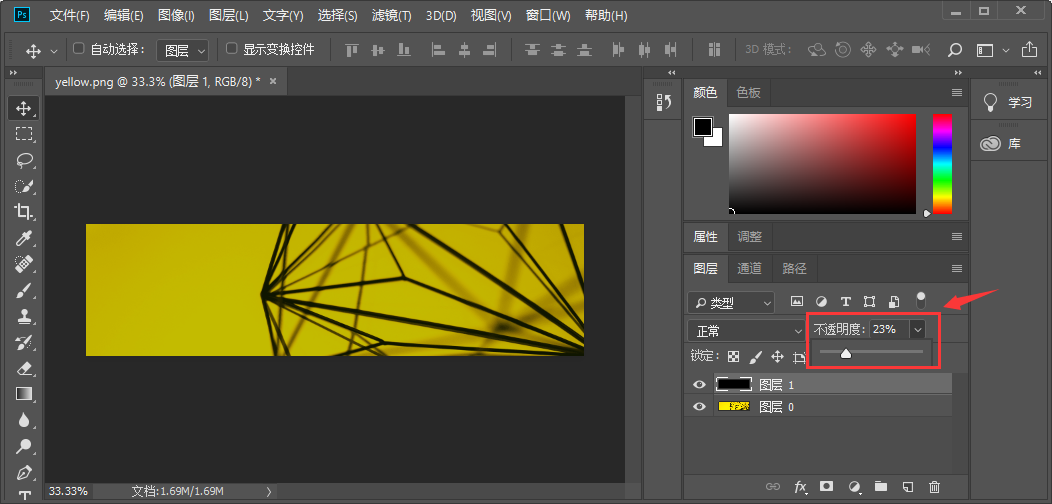 Ps 文件(F) 编辑(E) 图像(I) 图层(L) 文字(Y) 选择(S) 滤镜(T) 3D(D) 视图(V) 窗口(W) 帮助(H)
自动选择: 图层 显示变换控件 3D 模式:
yellow.png @ 33.3% (图层 1, RGB/8) * ×
颜色 色板
学习
库
属性 调整
图层 通道 路径
类型
正常 不透明度: 23%
锁定:
图层 1
图层 0
33.33% 文档:1.69M/1.69M
fx